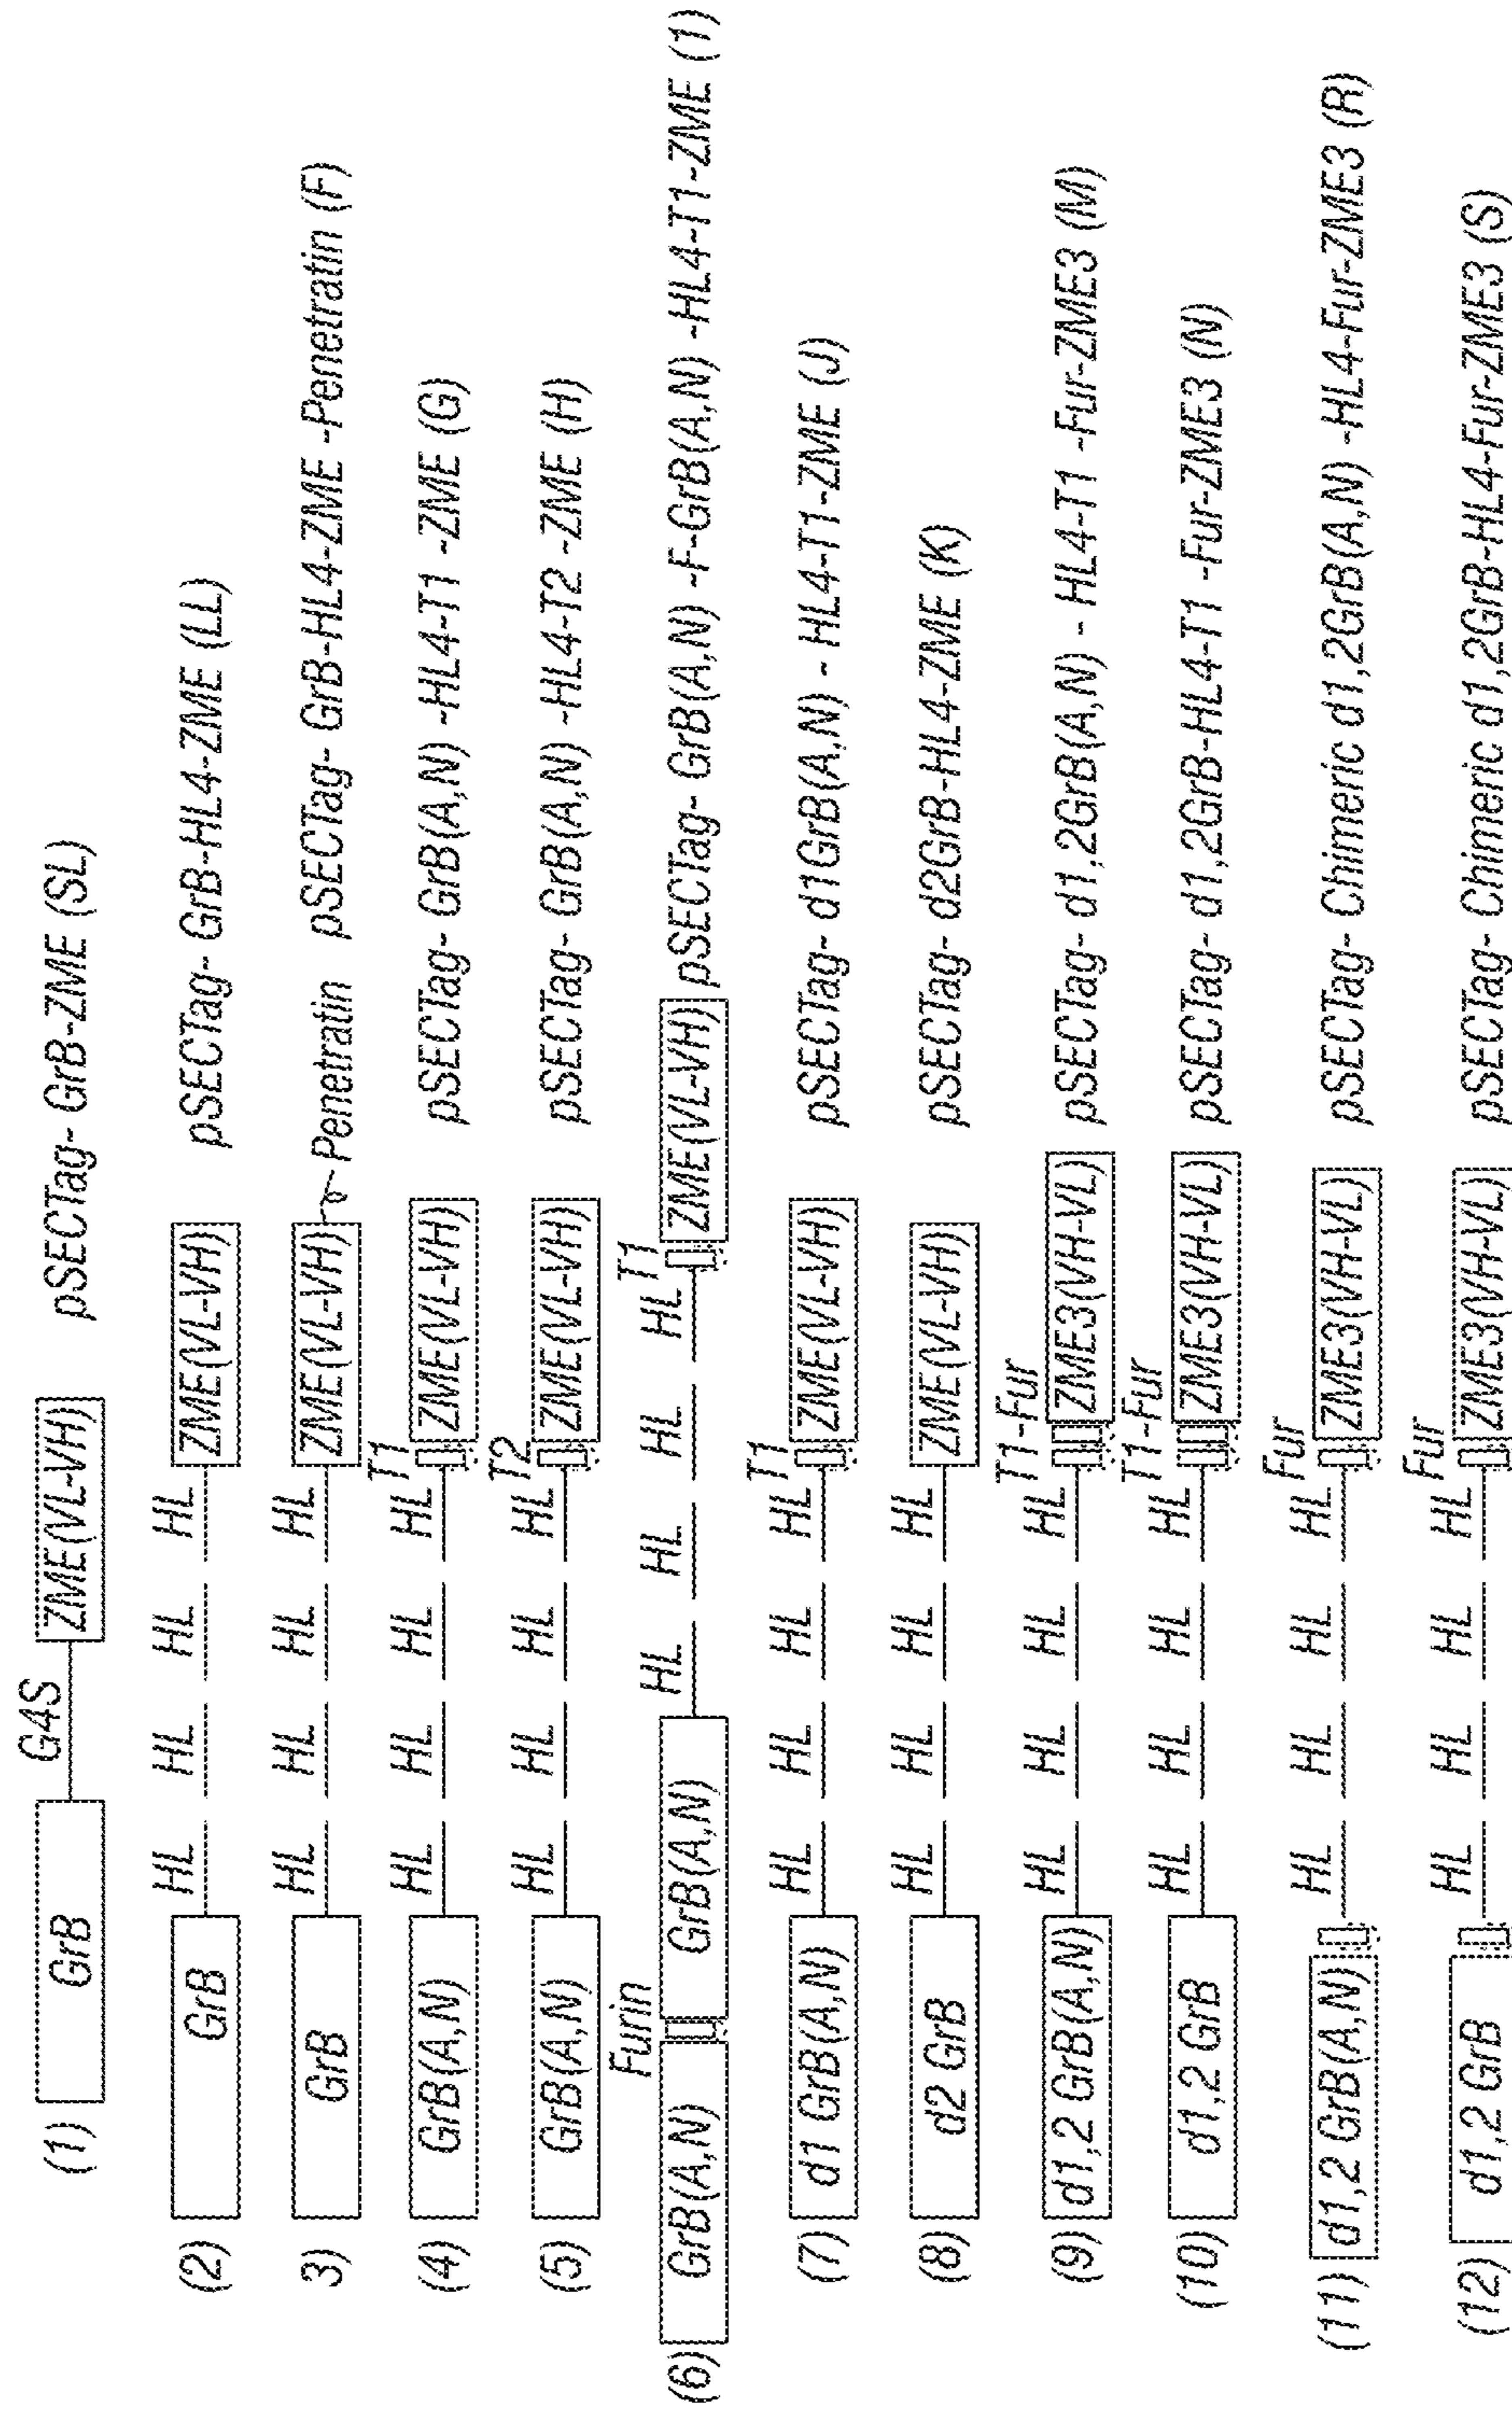 G4S
(1) GrB ZME(VL-VH) pSECTag- GrB-ZME (SL)
HL HL HL HL
(2) GrB ZME(VL-VH) pSECTag- GrB-HL4-ZME (LL)
HL HL HL HL
3) GrB ZME(VL-VH) Penetratin pSECTag- GrB-HL4-ZME -Penetratin (F)
HL HL HL HL T1
(4) GrB(A,N) ZME(VL-VH) pSECTag- GrB(A,N) -HL4-T1 -ZME (G)
HL HL HL HL T2
(5) GrB(A,N) ZME(VL-VH) pSECTag- GrB(A,N) -HL4-T2 -ZME (H)
Furin HL HL HL HL T1
(6) GrB(A,N) GrB(A,N) ZME(VL-VH) pSECTag- GrB(A,N) -F-GrB(A,N) -HL4-T1-ZME (1)
HL HL HL HL T1
(7) d1 GrB(A,N) ZME(VL-VH) pSECTag- d1GrB(A,N) - HL4-T1-ZME (J)
HL HL HL HL
(8) d2 GrB ZME(VL-VH) pSECTag- d2GrB-HL4-ZME (K)
HL HL HL HL T1-Fur
(9) d1,2 GrB(A,N) ZME3(VH-VL) pSECTag- d1,2GrB(A,N) - HL4-T1 -Fur-ZME3 (M)
HL HL HL HL T1-Fur
(10) d1,2 GrB ZME3(VH-VL) pSECTag- d1,2GrB-HL4-T1 -Fur-ZME3 (N)
HL HL HL HL Fur
(11) d1,2 GrB(A,N) ZME3(VH-VL) pSECTag- Chimeric d1,2GrB(A,N) -HL4-Fur-ZME3 (R)
HL HL HL HL Fur
(12) d1,2 GrB ZME3(VH-VL) pSECTag- Chimeric d1,2GrB-HL4-Fur-ZME3 (S)